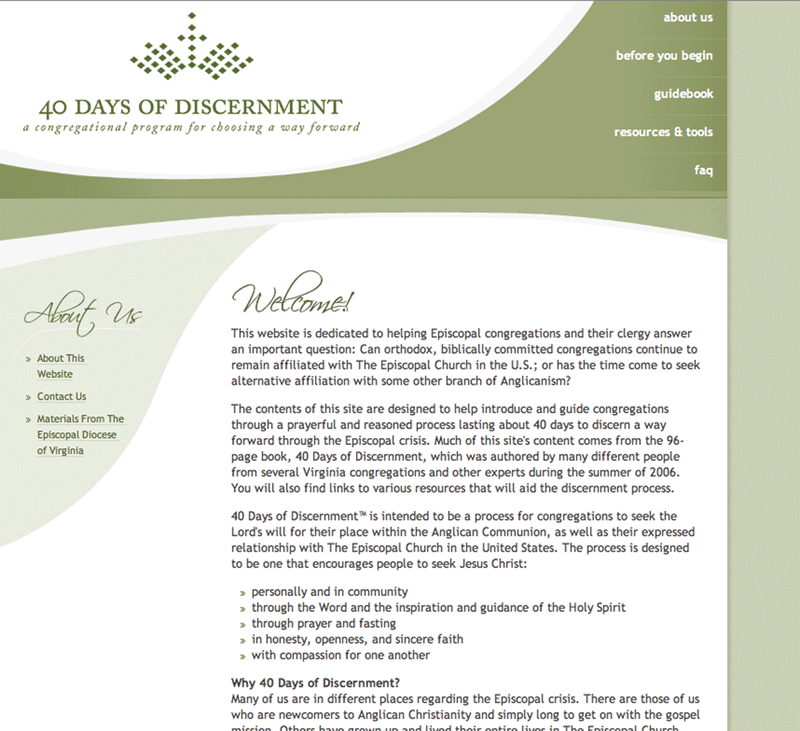 40 DAYS OF DISCERNMENT
a congregational program for choosing a way forward
about us
before you begin
guidebook
resources & tools
faq
About Us
» About This
Website
» Contact Us
» Materials From The
Episcopal Diocese
of Virginia
Welcome!
This website is dedicated to helping Episcopal congregations and their clergy answer
an important question: Can orthodox, biblically committed congregations continue to
remain affiliated with The Episcopal Church in the U.S.; or has the time come to seek
alternative affiliation with some other branch of Anglicanism?
The contents of this site are designed to help introduce and guide congregations
through a prayerful and reasoned process lasting about 40 days to discern a way
forward through the Episcopal crisis. Much of this site's content comes from the 96-
page book, 40 Days of Discernment, which was authored by many different people
from several Virginia congregations and other experts during the summer of 2006.
You will also find links to various resources that will aid the discernment process.
40 Days of Discernment™ is intended to be a process for congregations to seek the
Lord's will for their place within the Anglican Communion, as well as their expressed
relationship with The Episcopal Church in the United States. The process is designed
to be one that encourages people to seek Jesus Christ:
» personally and in community
» through the Word and the inspiration and guidance of the Holy Spirit
» through prayer and fasting
» in honesty, openness, and sincere faith
» with compassion for one another
Why 40 Days of Discernment?
Many of us are in different places regarding the Episcopal crisis. There are those of us
who are newcomers to Anglican Christianity and simply long to get on with the gospel
mission. Others have grown up and lived their entire lives in The Episcopal Church